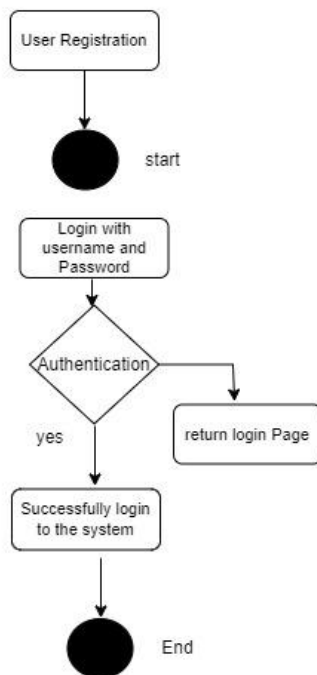 User Registration
start
Login with
username and
Password
Authentication
return login Page
yes
Successfully login
to the system
End